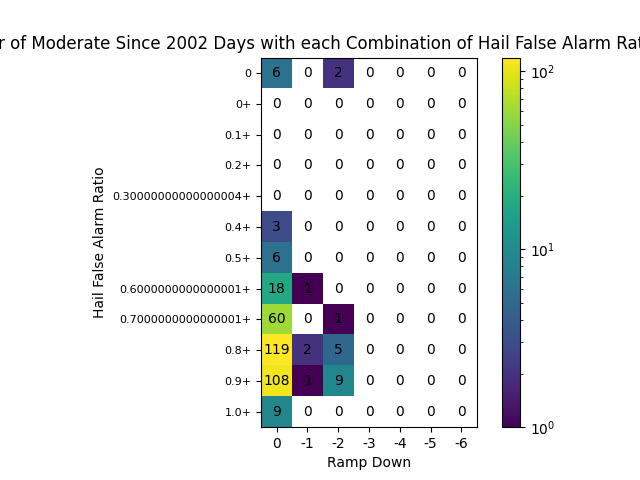 r of Moderate Since 2002 Days with each Combination of Hail False Alarm Rat
0 6 0 2 0 0 0 0
0+ 0 0 0 0 0 0 0
0.1+ 0 0 0 0 0 0 0
0.2+ 0 0 0 0 0 0 0
0.30000000000000004+ 0 0 0 0 0 0 0
0.4+ 3 0 0 0 0 0 0
0.5+ 6 0 0 0 0 0 0
0.6000000000000001+ 18 1 0 0 0 0 0
0.7000000000000001+ 60 0 1 0 0 0 0
0.8+ 119 2 5 0 0 0 0
0.9+ 108 1 9 0 0 0 0
1.0+ 9 0 0 0 0 0 0
0 -1 -2 -3 -4 -5 -6
Ramp Down
Hail False Alarm Ratio
10²
10¹
10⁰